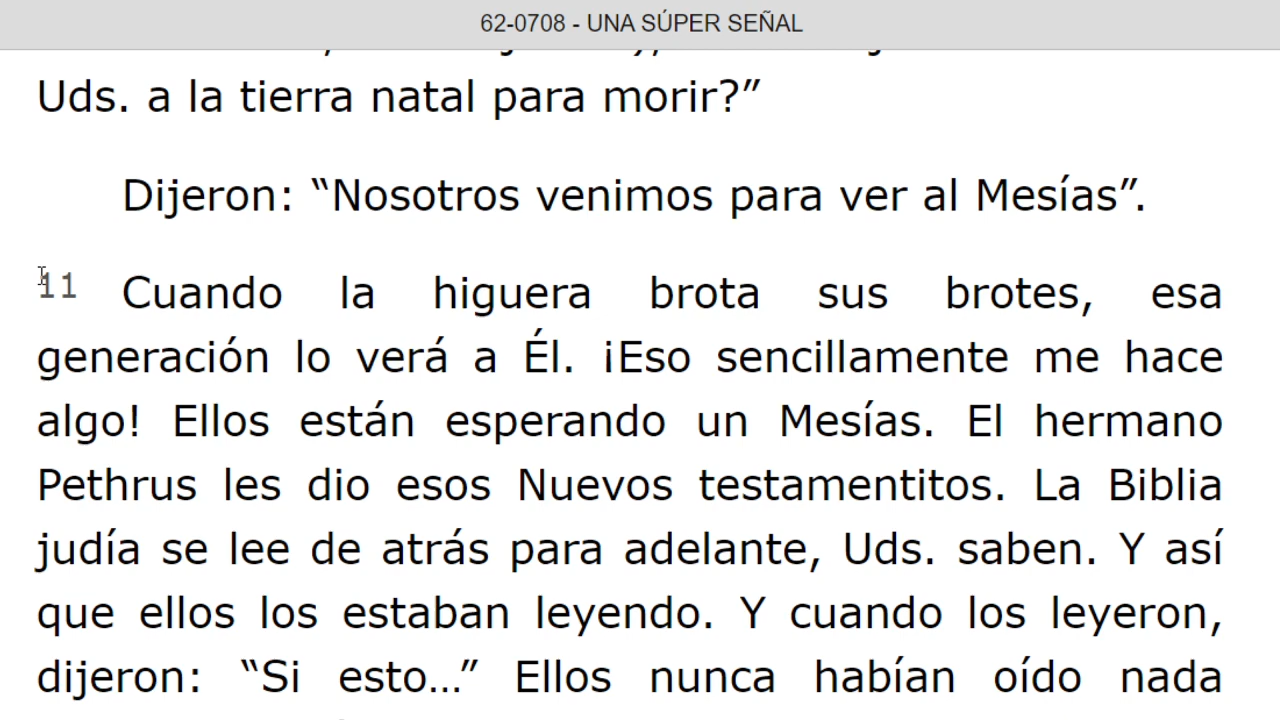 62-0708 - UNA SÚPER SEÑAL
Uds. a la tierra natal para morir?”
Dijeron: “Nosotros venimos para ver al Mesías”.
11 Cuando la higuera brota sus brotes, esa
generación lo verá a Él. ¡Eso sencillamente me hace
algo! Ellos están esperando un Mesías. El hermano
Pethrus les dio esos Nuevos testamentitos. La Biblia
judía se lee de atrás para adelante, Uds. saben. Y así
que ellos los estaban leyendo. Y cuando los leyeron,
dijeron: “Si esto…” Ellos nunca habían oído nada